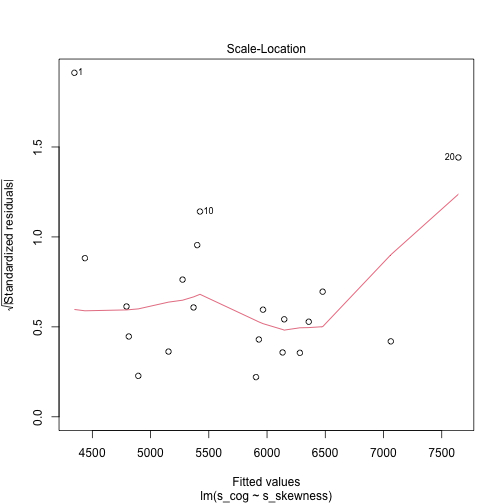 Scale-Location
1
20
10
√|Standardized residuals|
0.0
0.5
1.0
1.5
4500 5000 5500 6000 6500 7000 7500
Fitted values
lm(s_cog ~ s_skewness)